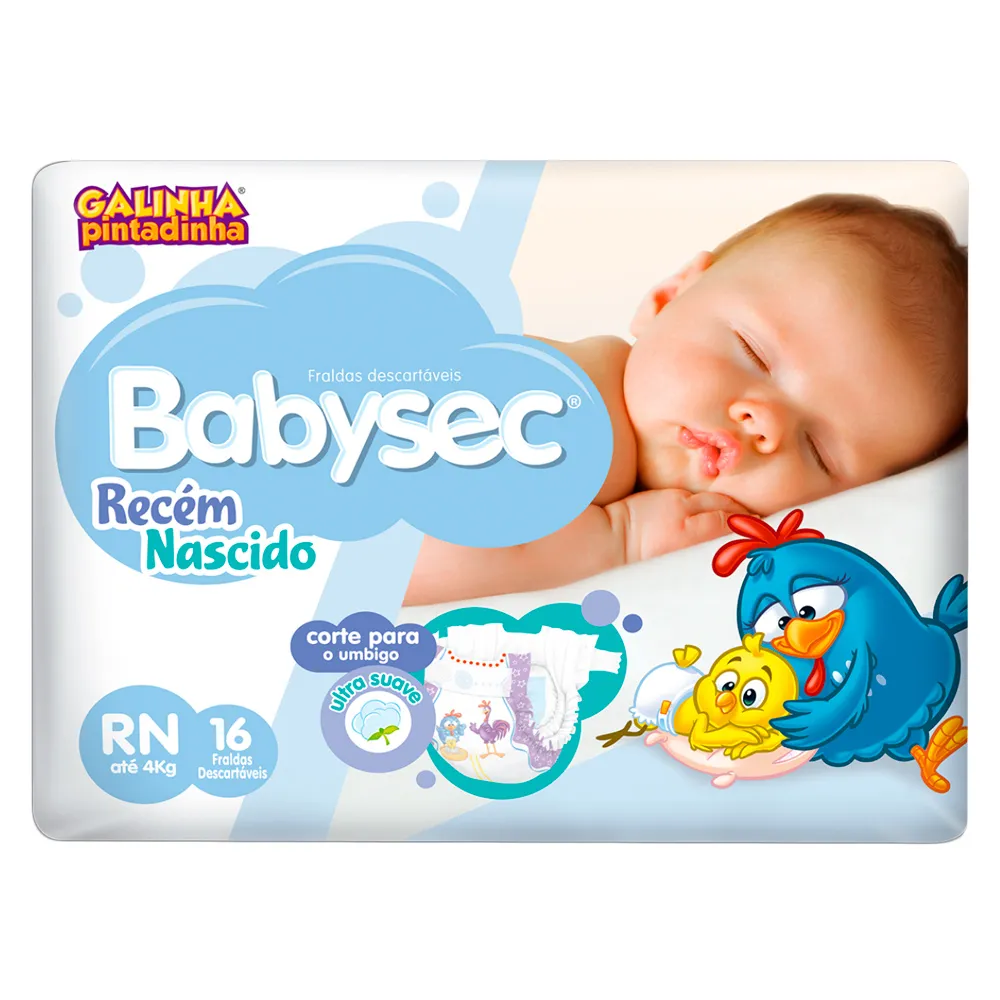 GALINHA®
pintadinha
Fraldas descartáveis
Babysec®
Recém
Nascido
corte para
o umbigo
ultra suave
RN
até 4Kg
16
Fraldas
Descartáveis